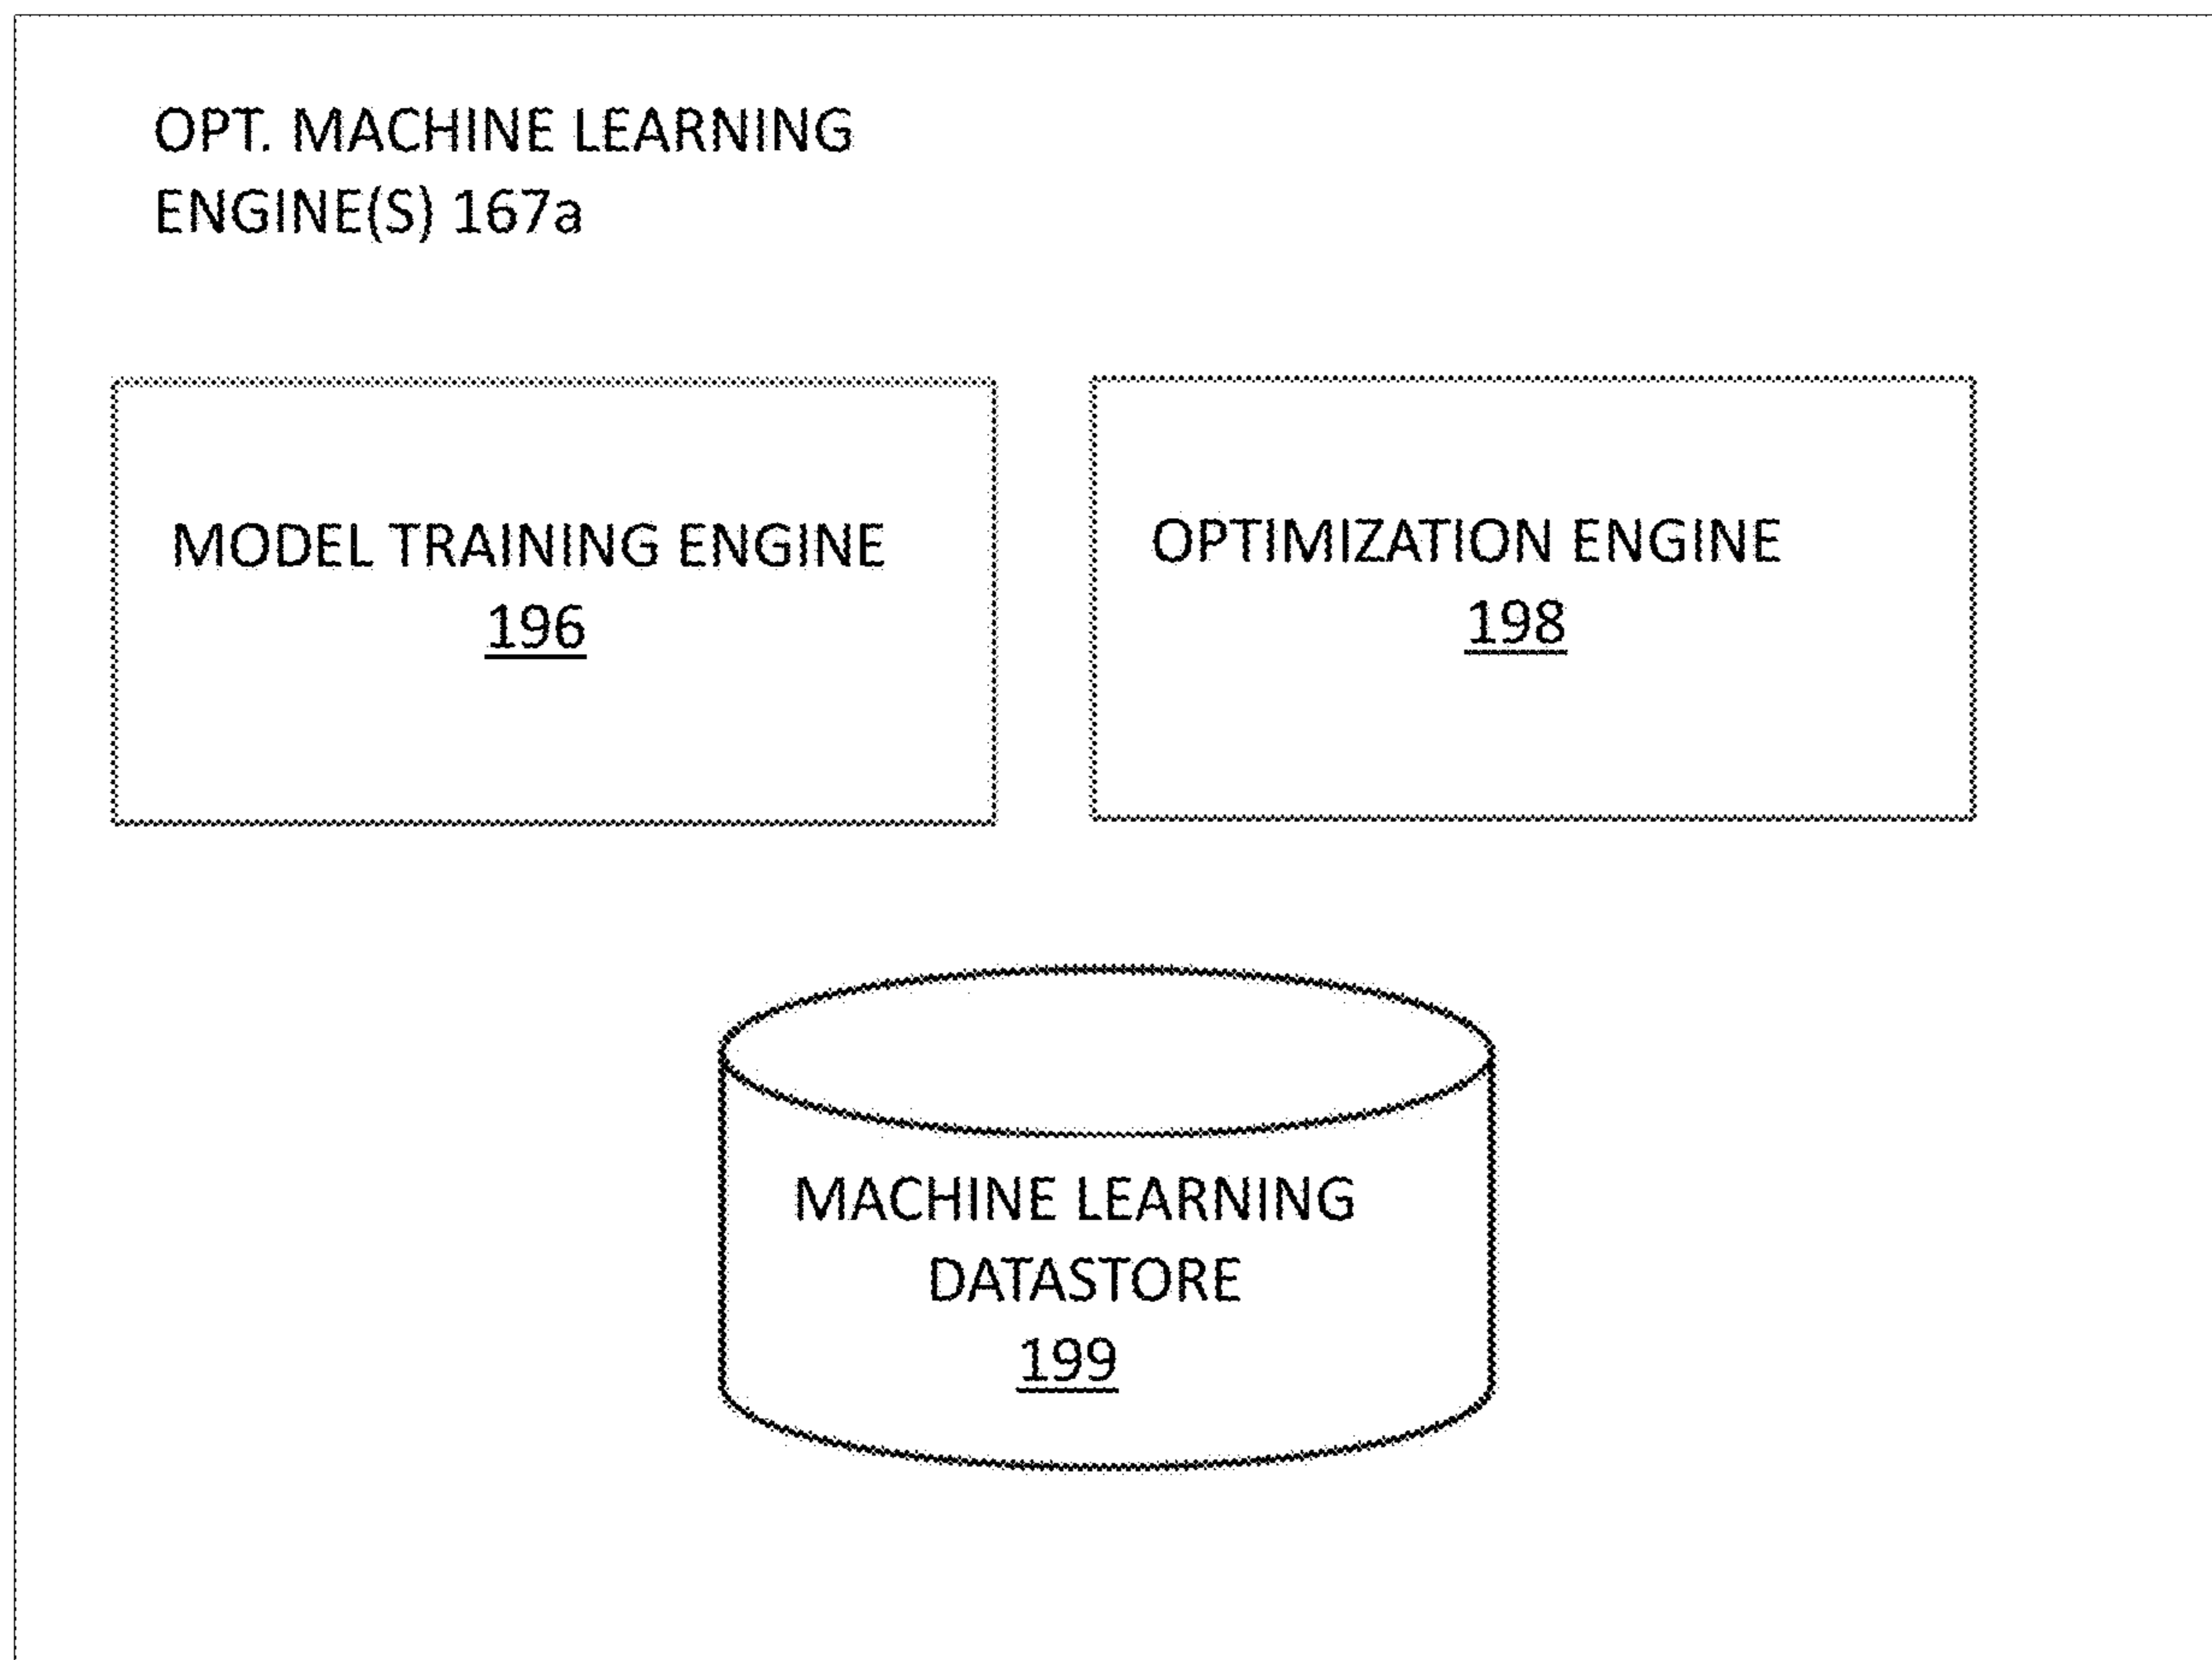 OPT. MACHINE LEARNING
ENGINE(S) 167a
MODEL TRAINING ENGINE
196
OPTIMIZATION ENGINE
198
MACHINE LEARNING
DATASTORE
199